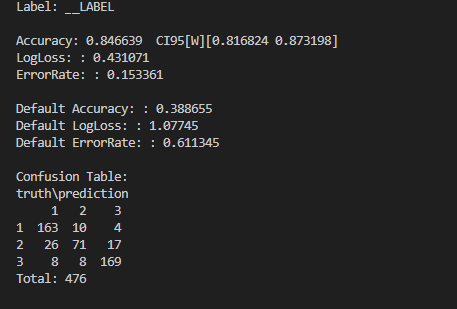 Label: __LABEL
Accuracy: 0.846639  CI95[W][0.816824 0.873198]
LogLoss: : 0.431071
ErrorRate: : 0.153361
Default Accuracy: : 0.388655
Default LogLoss: : 1.07745
Default ErrorRate: : 0.611345
Confusion Table:
truth\prediction
     1   2    3
1  163  10    4
2   26  71   17
3    8   8  169
Total: 476